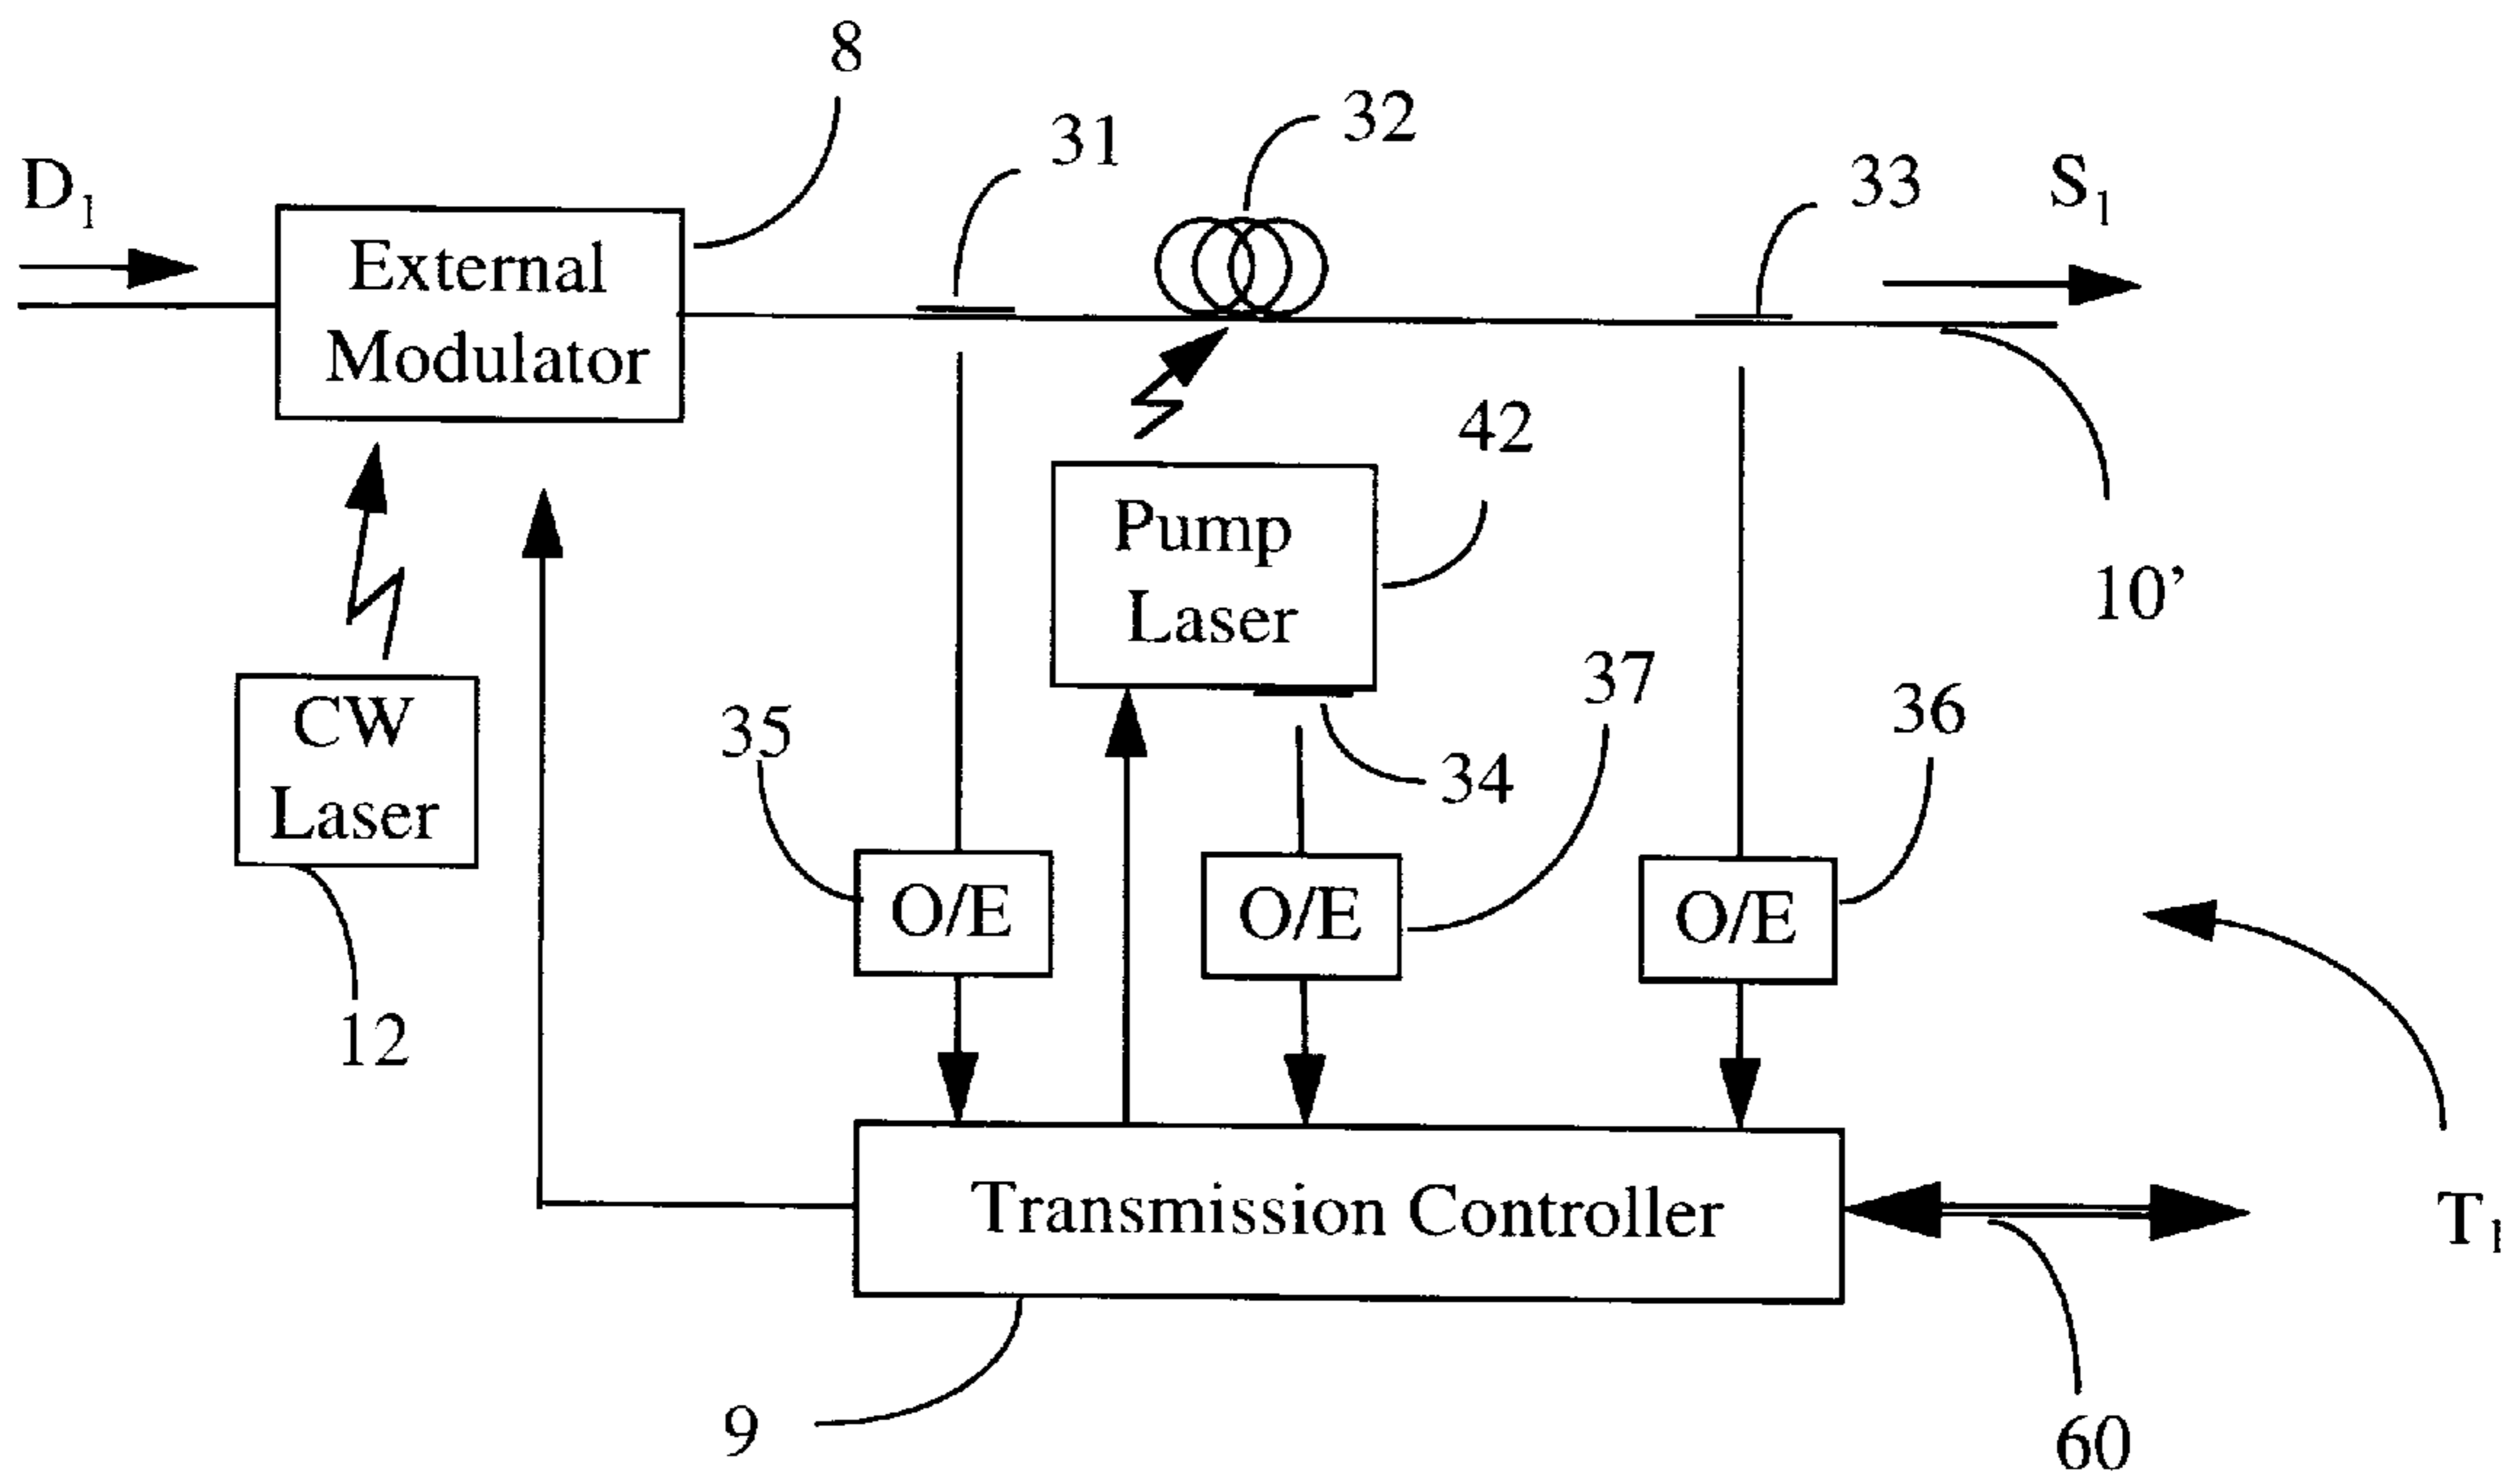 8
31
32
33
D1
S1
External
Modulator
42
Pump
Laser
10’
37
36
35
CW
Laser
34
O/E
O/E
O/E
12
Transmission Controller
T1
9
60